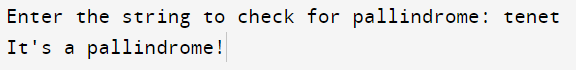 Enter the string to check for pallindrome: tenet
It's a pallindrome!